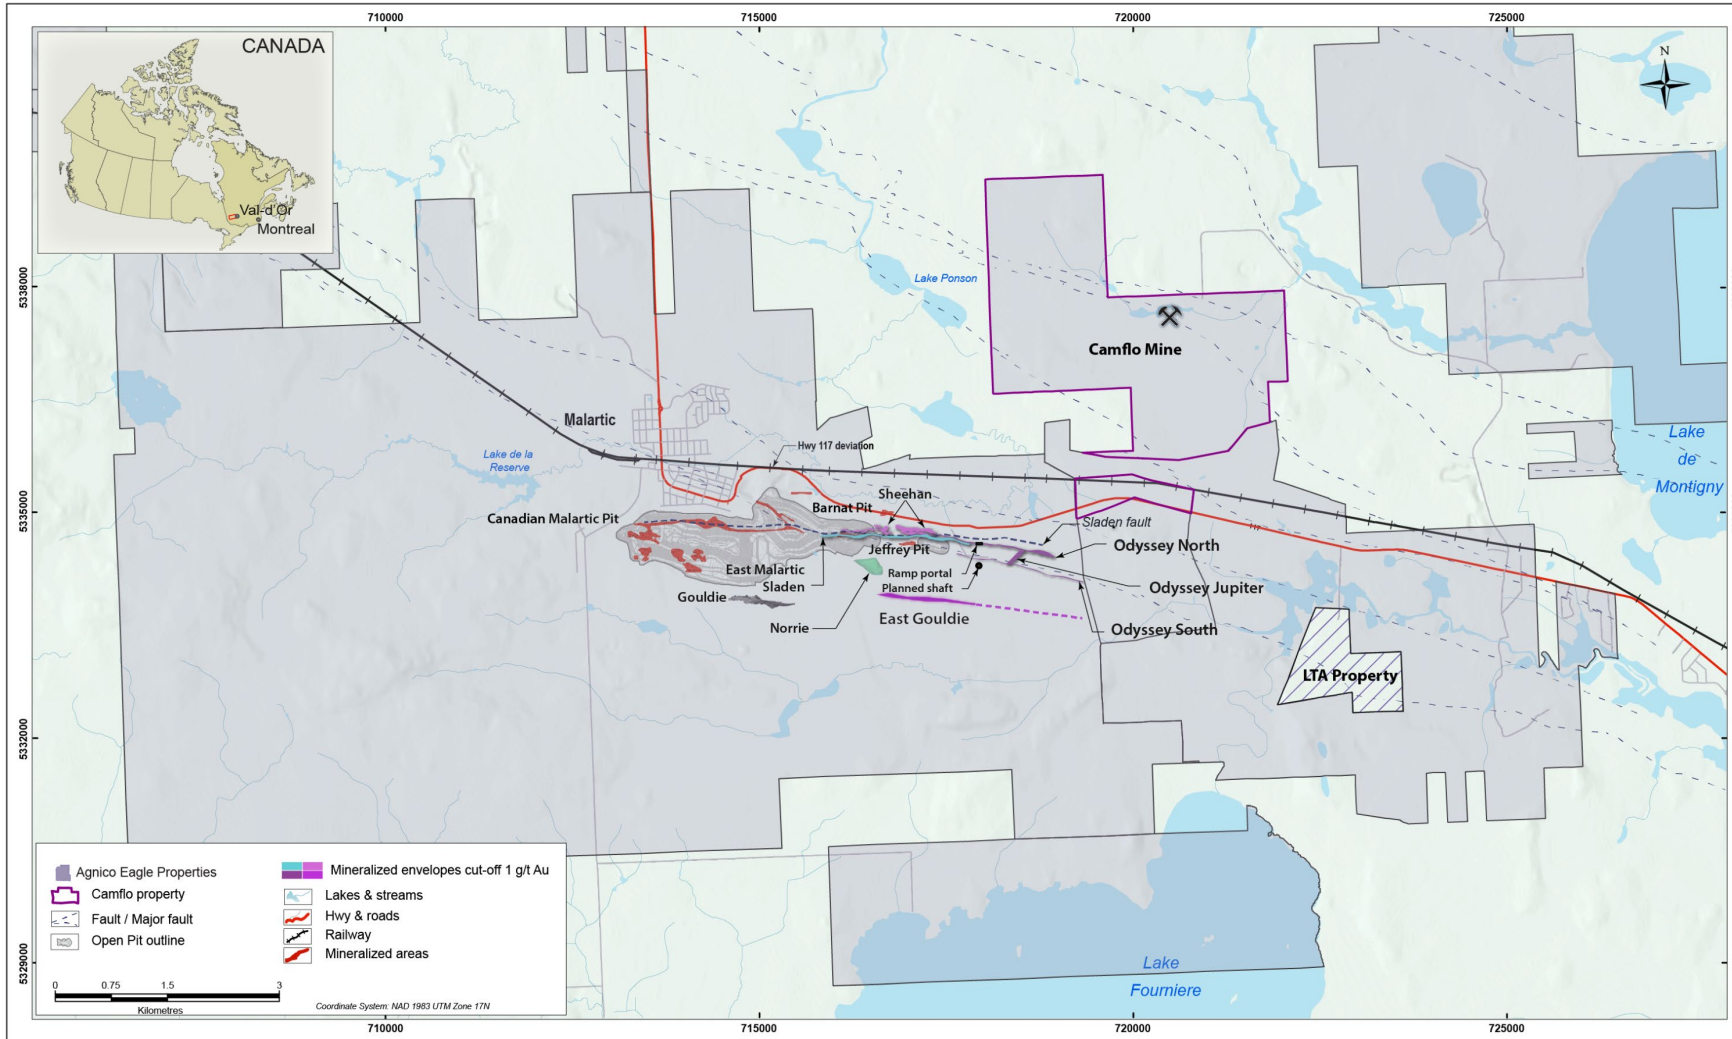 710000
715000
720000
725000
CANADA
Val-d'Or
Montreal
N
5338000
5335000
5332000
5329000
Lake Ponson
Camflo Mine
Malartic
Hwy 117 deviation
Lake de la
Reserve
Lake
de
Montigny
Sheehan
Canadian Malartic Pit
Barnat Pit
Sladen fault
Jeffrey Pit
Odyssey North
East Malartic
Sladen
Ramp portal
Planned shaft
Odyssey Jupiter
Gouldie
Norrie
East Gouldie
Odyssey South
LTA Property
Lake
Fourniere
Agnico Eagle Properties
Camflo property
Fault / Major fault
Open Pit outline
Mineralized envelopes cut-off 1 g/t Au
Lakes & streams
Hwy & roads
Railway
Mineralized areas
0 0.75 1.5 3
Kilometres
Coordinate System: NAD 1983 UTM Zone 17N
710000
715000
720000
725000